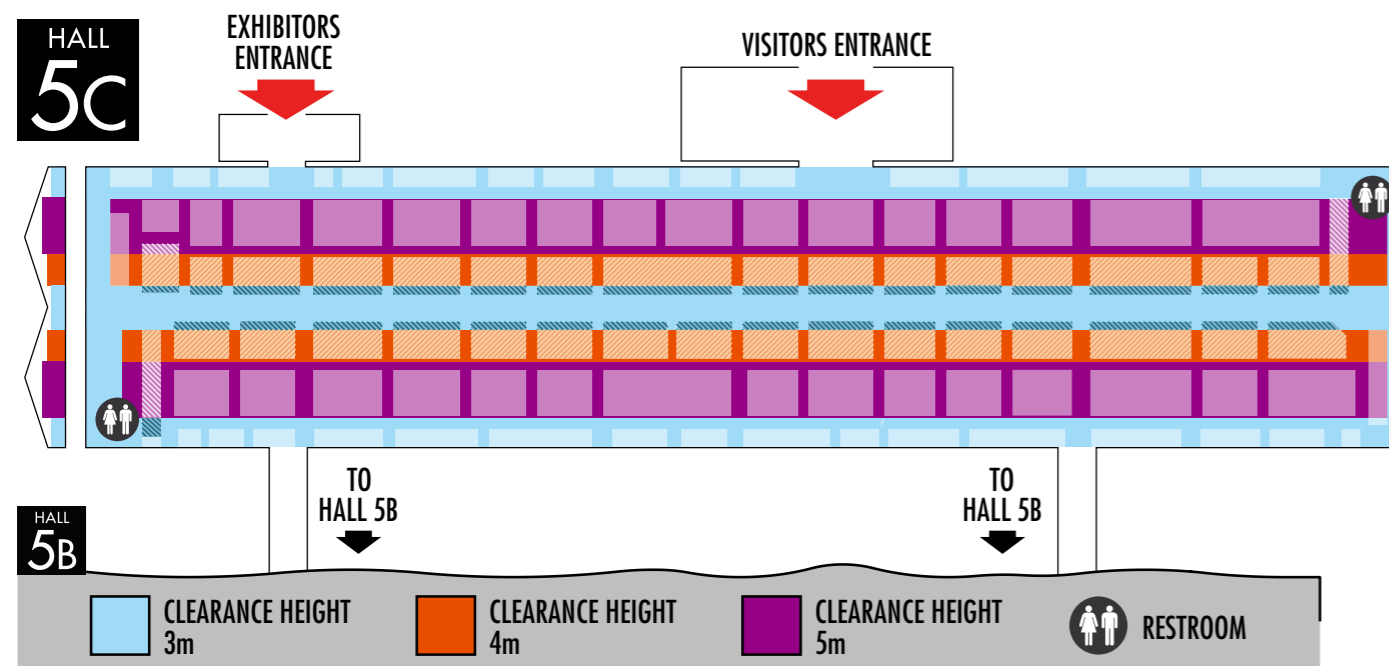 HALL
5C
EXHIBITORS
ENTRANCE
VISITORS ENTRANCE
TO
HALL 5B
TO
HALL 5B
HALL
5B
CLEARANCE HEIGHT
3m
CLEARANCE HEIGHT
4m
CLEARANCE HEIGHT
5m
RESTROOM